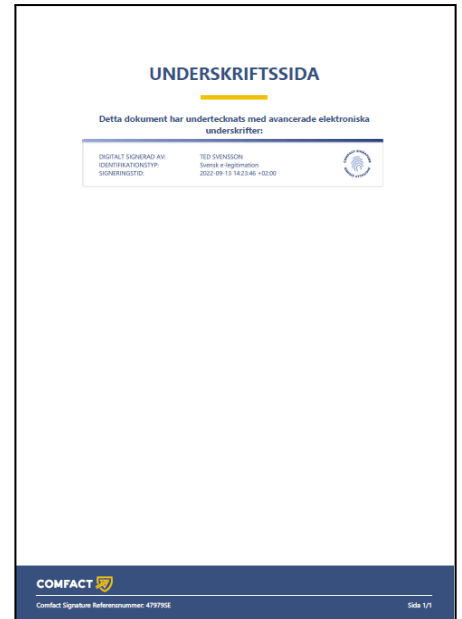 UNDERSKRIFTSSIDA
Detta dokument har undertecknats med avancerade elektroniska
underskrifter:
DIGITALT SIGNERAD AV: TED SVENSSON
IDENTIFIKATIONSTYP: Svensk e-legitimation
SIGNERINGSTID: 2022-09-13 14:23:46 +02:00
COMFACT
Comfact Signature Referensnummer: 47979SE Sida 1/1